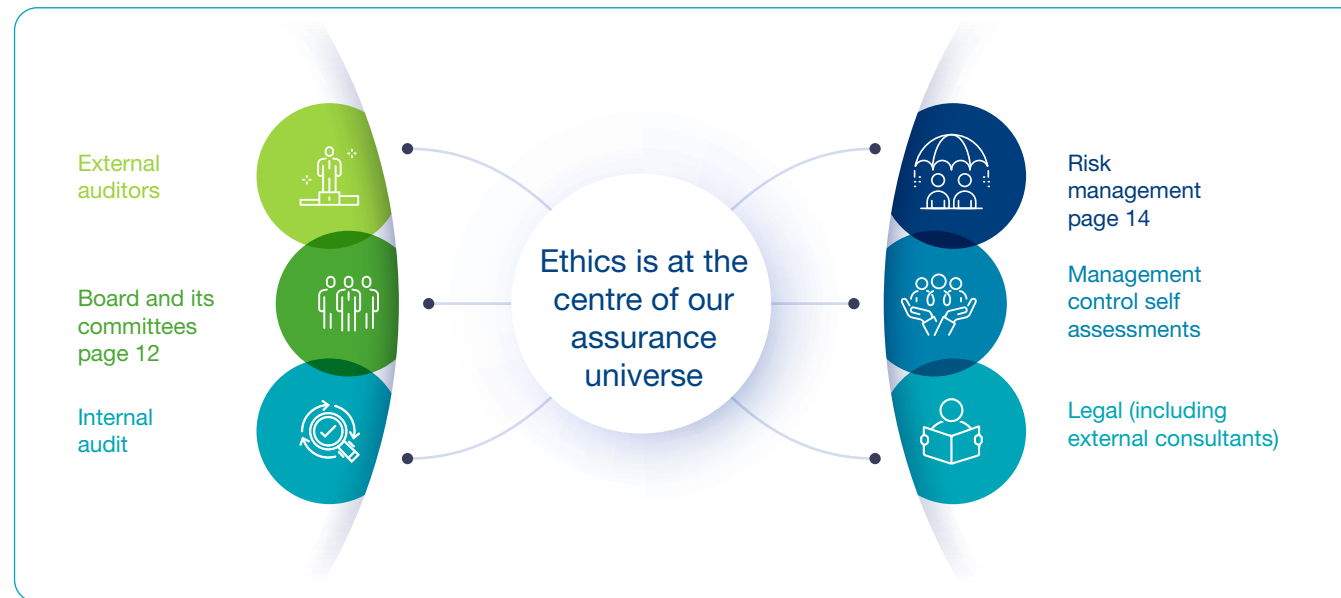 External
auditors
Board and its
committees
page 12
Internal
audit
Ethics is at the
centre of our
assurance
universe
Risk
management
page 14
Management
control self
assessments
Legal (including
external consultants)